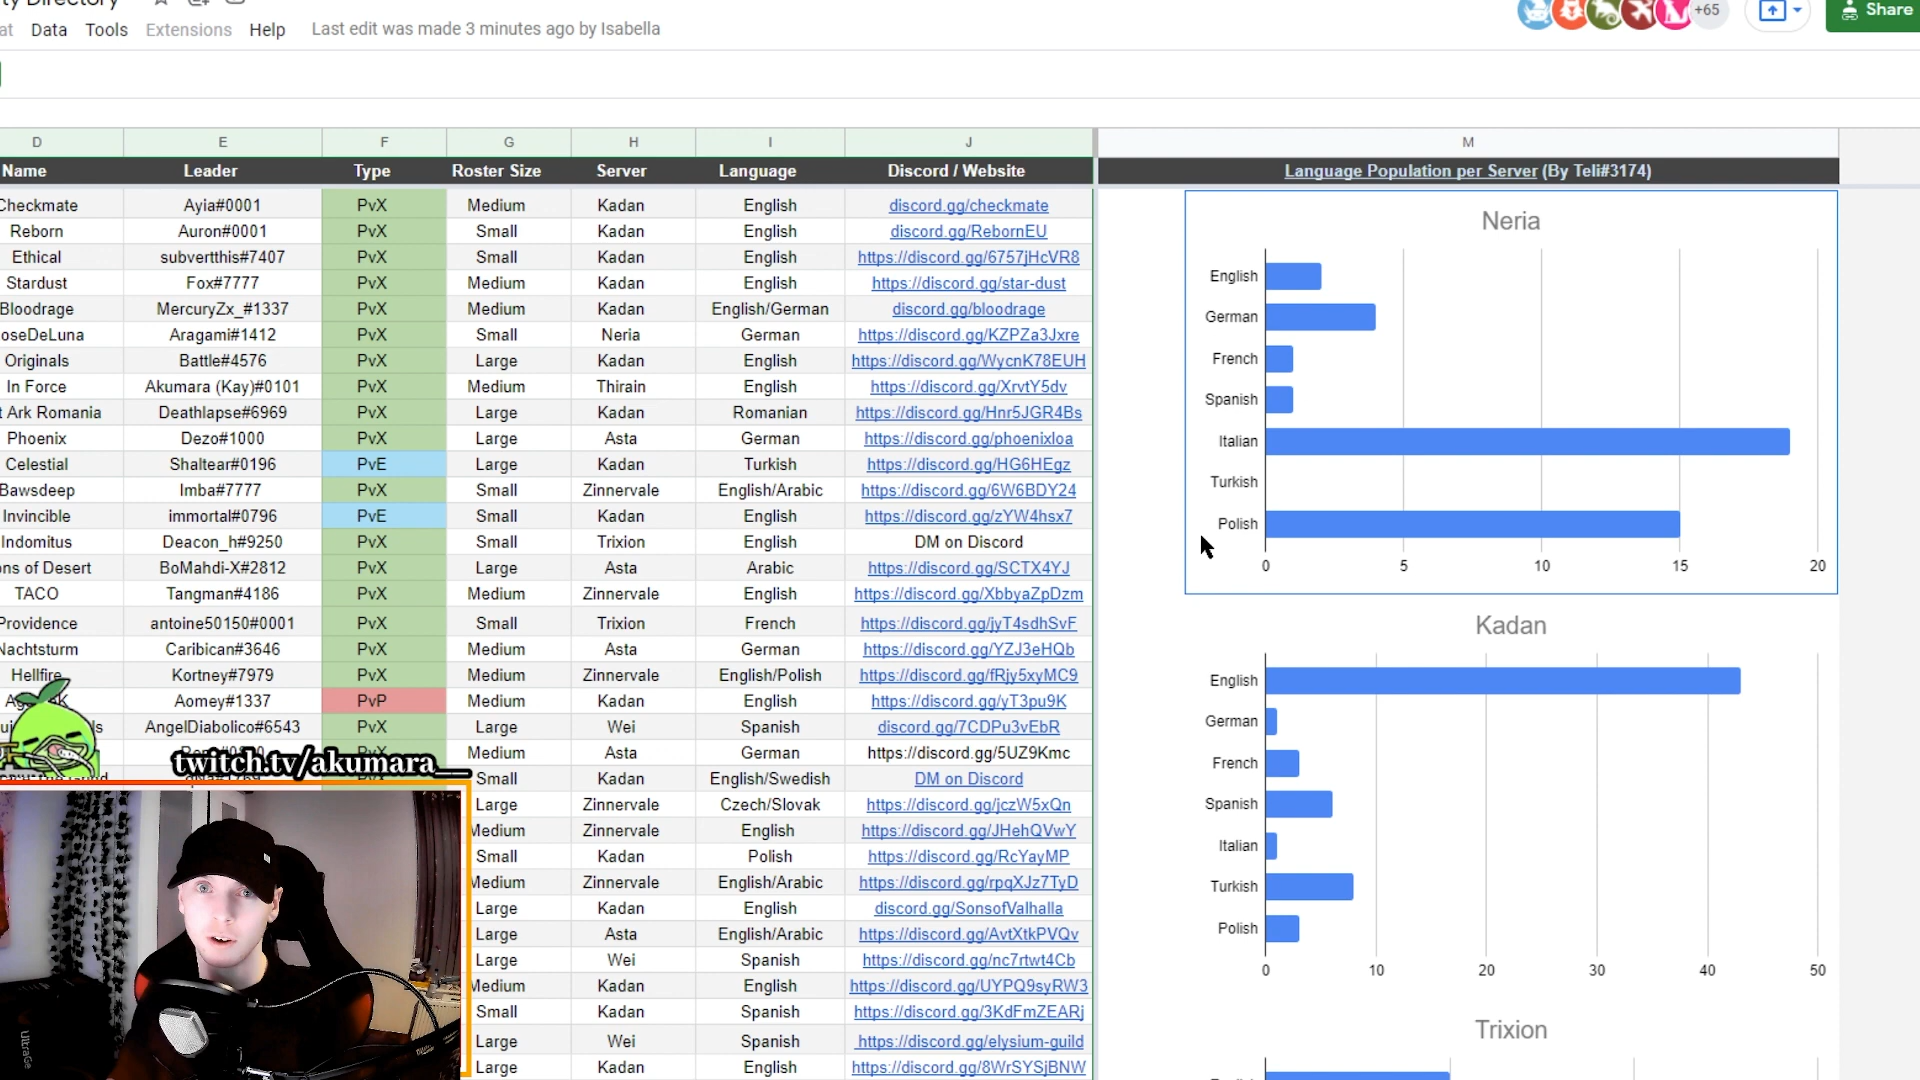 Directory
Data Tools Extensions Help Last edit was made 3 minutes ago by Isabella
+65 Share
D E F G H I J M
Name Leader Type Roster Size Server Language Discord / Website Language Population per Server (By Teli#3174)
Checkmate Ayia#0001 PvX Medium Kadan English discord.gg/checkmate
Reborn Auron#0001 PvX Small Kadan English discord.gg/RebornEU
Ethical subvertthis#7407 PvX Small Kadan English https://discord.gg/6757jHcVR8
Stardust Fox#7777 PvX Medium Kadan English https://discord.gg/star-dust
Bloodrage MercuryZx_#1337 PvX Medium Kadan English/German discord.gg/bloodrage
oseDeLuna Aragami#1412 PvX Small Neria German https://discord.gg/KZPZa3Jxre
Originals Battle#4576 PvX Large Kadan English https://discord.gg/WycnK78EUH
In Force Akumara (Kay)#0101 PvX Medium Thirain English https://discord.gg/XrvtY5dv
t Ark Romania Deathlapse#6969 PvX Large Kadan Romanian https://discord.gg/Hnr5JGR4Bs
Phoenix Dezo#1000 PvX Large Asta German https://discord.gg/phoenixloa
Celestial Shaltear#0196 PvE Large Kadan Turkish https://discord.gg/HG6HEgz
Bawsdeep Imba#7777 PvX Small Zinnervale English/Arabic https://discord.gg/6W6BDY24
Invincible immortal#0796 PvE Small Kadan English https://discord.gg/zYW4hsx7
Indomitus Deacon_h#9250 PvX Small Trixion English DM on Discord
ns of Desert BoMahdi-X#2812 PvX Large Asta Arabic https://discord.gg/SCTX4YJ
TACO Tangman#4186 PvX Medium Zinnervale English https://discord.gg/XbbyaZpDzm
Providence antoine50150#0001 PvX Small Trixion French https://discord.gg/jyT4sdhSvF
Nachtsturm Caribican#3646 PvX Medium Asta German https://discord.gg/YZJ3eHQb
Hellfire Kortney#7979 PvX Medium Zinnervale English/Polish https://discord.gg/fRjy5xyMC9
Aomey#1337 PvP Medium Kadan English https://discord.gg/yT3pu9K
AngelDiabolico#6543 PvX Large Wei Spanish discord.gg/7CDPu3vEbR
PvX Medium Asta German https://discord.gg/5UZ9Kmc
twitch.tv/akumara__
Small Kadan English/Swedish DM on Discord
Large Zinnervale Czech/Slovak https://discord.gg/jczW5xQn
Medium Zinnervale English https://discord.gg/JHehQVwY
Small Kadan Polish https://discord.gg/RcYayMP
Medium Zinnervale English/Arabic https://discord.gg/rpqXJz7TyD
Large Kadan English discord.gg/SonsofValhalla
Large Asta English/Arabic https://discord.gg/AvtXtkPVQv
Large Wei Spanish https://discord.gg/nc7rtwt4Cb
Medium Kadan English https://discord.gg/UYPQ9syRW3
Small Kadan Spanish https://discord.gg/3KdFmZEARj
Large Wei Spanish https://discord.gg/elysium-guild
Large Kadan English https://discord.gg/8WrSYSjBNW
Neria
English
German
French
Spanish
Italian
Turkish
Polish
0 5 10 15 20
Kadan
English
German
French
Spanish
Italian
Turkish
Polish
0 10 20 30 40 50
Trixion